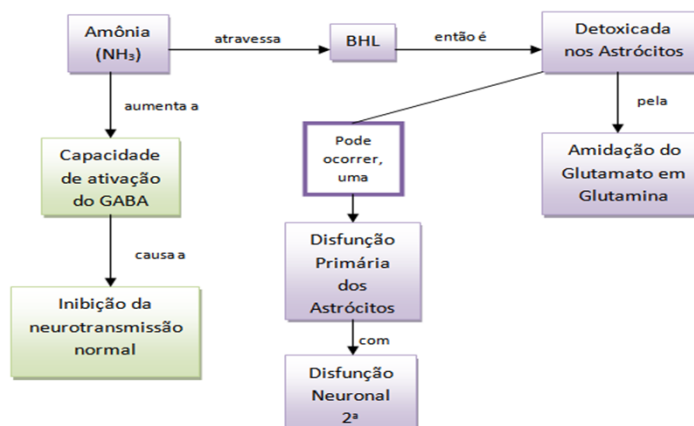 Amônia
(NH₃)
atravessa
BHL
então é
Detoxicada
nos Astrócitos
aumenta a
pela
Capacidade
de ativação
do GABA
Pode
ocorrer,
uma
Amidação do
Glutamato em
Glutamina
causa a
Disfunção
Primária
dos
Astrócitos
Inibição da
neurotransmissão
normal
com
Disfunção
Neuronal
2ª